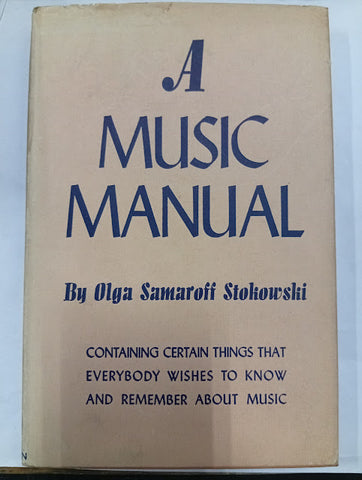 A
MUSIC
MANUAL
By Olga Samaroff Stokowski
CONTAINING CERTAIN THINGS THAT
EVERYBODY WISHES TO KNOW
AND REMEMBER ABOUT MUSIC
N